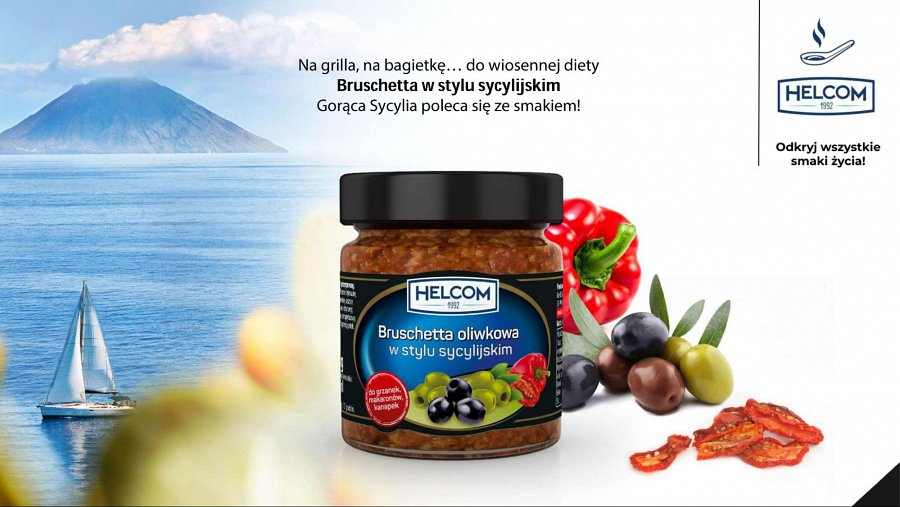 Na grilla, na bagietkę… do wiosennej diety
Bruschetta w stylu sycylijskim
Gorąca Sycylia poleca się ze smakiem!
HELCOM
1992
Odkryj wszystkie
smaki życia!
HELCOM
1992
Bruschetta oliwkowa
w stylu sycylijskim
do grzanek,
makaronów,
kanapek